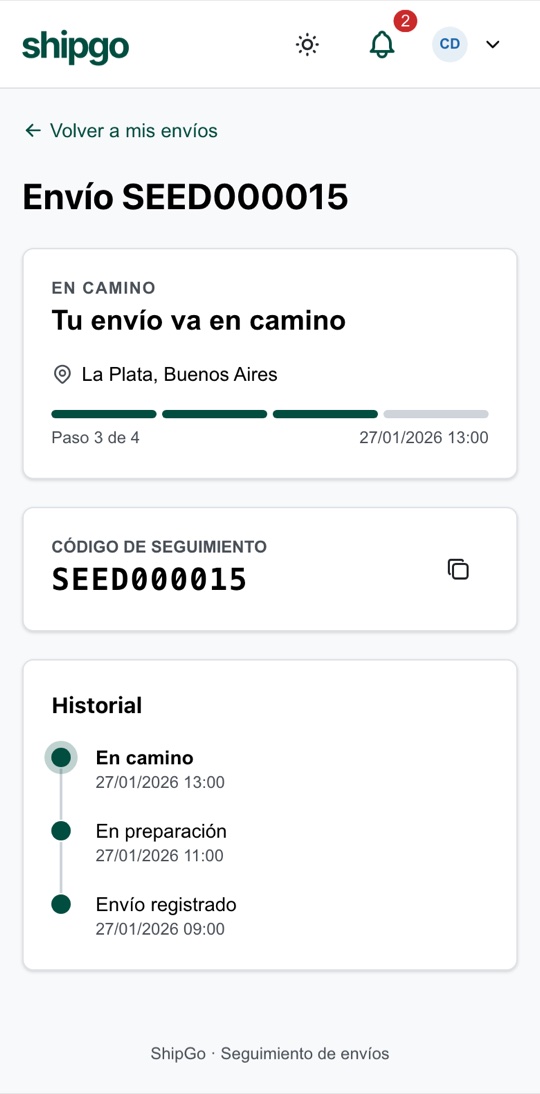 shipgo
2
CD
← Volver a mis envíos
Envío SEED000015
EN CAMINO
Tu envío va en camino
La Plata, Buenos Aires
Paso 3 de 4
27/01/2026 13:00
CÓDIGO DE SEGUIMIENTO
SEED000015
Historial
En camino
27/01/2026 13:00
En preparación
27/01/2026 11:00
Envío registrado
27/01/2026 09:00
ShipGo · Seguimiento de envíos